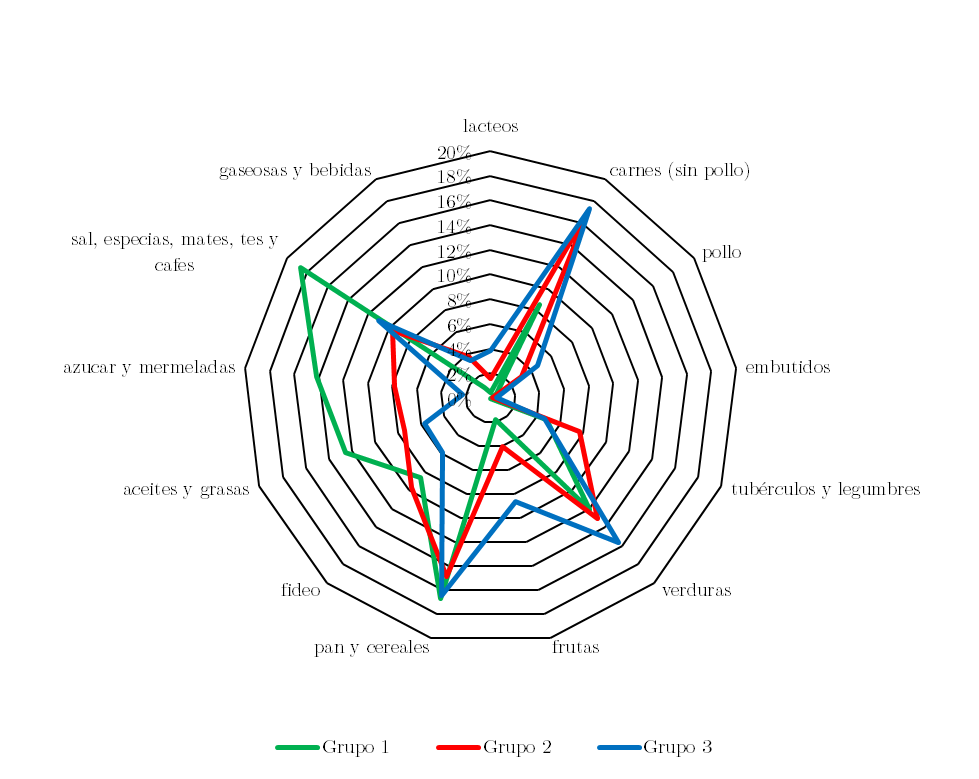 lacteos
20%
gaseosas y bebidas
carnes (sin pollo)
18%
16%
14%
sal, especias, mates, tes y
cafes
pollo
12%
10%
8%
6%
4%
azucar y mermeladas
embutidos
2%
0%
aceites y grasas
tubérculos y legumbres
fideo
verduras
pan y cereales
frutas
Grupo 1
Grupo 2
Grupo 3